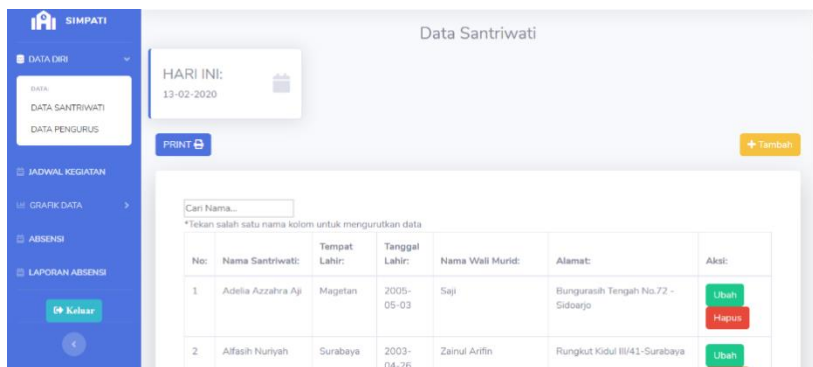 SIMPATI
DATA DIRI
DATA:
DATA SANTRIWATI
DATA PENGURUS
JADWAL KEGIATAN
GRAFIK DATA
ABSENSI
LAPORAN ABSENSI
Keluar
Data Santriwati
HARI INI:
13-02-2020
PRINT
+ Tambah
Cari Nama...
*Tekan salah satu nama kolom untuk mengurutkan data
No: Nama Santriwati: Tempat Lahir: Tanggal Lahir: Nama Wali Murid: Alamat: Aksi:
1 Adelia Azzahra Aji Magetan 2005-05-03 Saji Bungurasih Tengah No.72 - Sidoarjo Ubah Hapus
2 Alfasih Nuriyah Surabaya 2003-04-26 Zainul Arifin Rungkut Kidul III/41-Surabaya Ubah